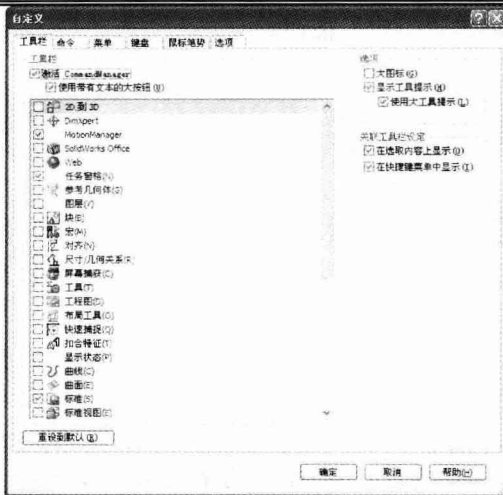 自定义
工具栏 命令 菜单 键盘 鼠标笔势 选项
工具栏
激活 CommandManager
使用带有文本的大按钮(U)
2D 到 3D
DimXpert
MotionManager
SolidWorks Office
Web
任务窗格(N)
参考几何体(G)
图层(Y)
块(B)
宏(M)
对齐(N)
尺寸/几何关系(R)
屏幕捕获(C)
工具(T)
工程图(D)
布局工具(O)
快速捕捉(Q)
扣合特征(T)
显示状态(P)
曲线(C)
曲面(E)
标准(S)
标准视图(E)
重设到默认(R)
选项
大图标(G)
显示工具提示(H)
使用大工具提示(L)
关联工具栏设定
在选取内容上显示(O)
在快捷键菜单中显示(I)
确定 取消 帮助(H)